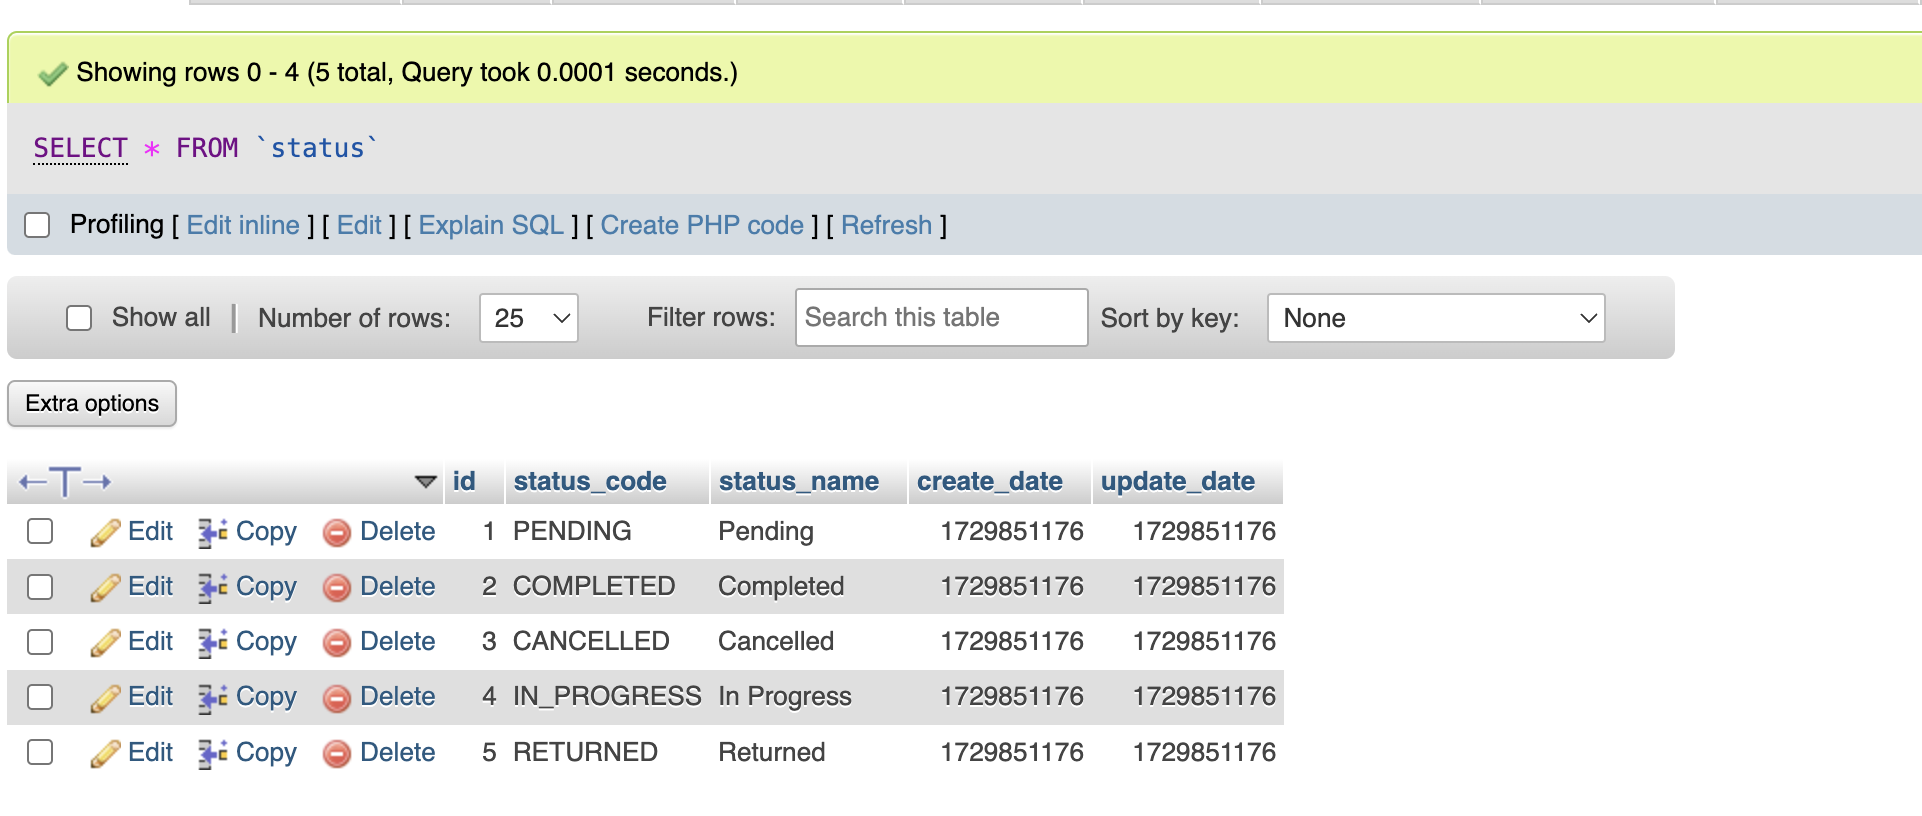 Showing rows 0 - 4 (5 total, Query took 0.0001 seconds.)
SELECT * FROM `status`
Profiling [ Edit inline ] [ Edit ] [ Explain SQL ] [ Create PHP code ] [ Refresh ]
Show all | Number of rows: 25 Filter rows: Search this table Sort by key: None
Extra options
←T→ id status_code status_name create_date update_date
Edit Copy Delete 1 PENDING Pending 1729851176 1729851176
Edit Copy Delete 2 COMPLETED Completed 1729851176 1729851176
Edit Copy Delete 3 CANCELLED Cancelled 1729851176 1729851176
Edit Copy Delete 4 IN_PROGRESS In Progress 1729851176 1729851176
Edit Copy Delete 5 RETURNED Returned 1729851176 1729851176